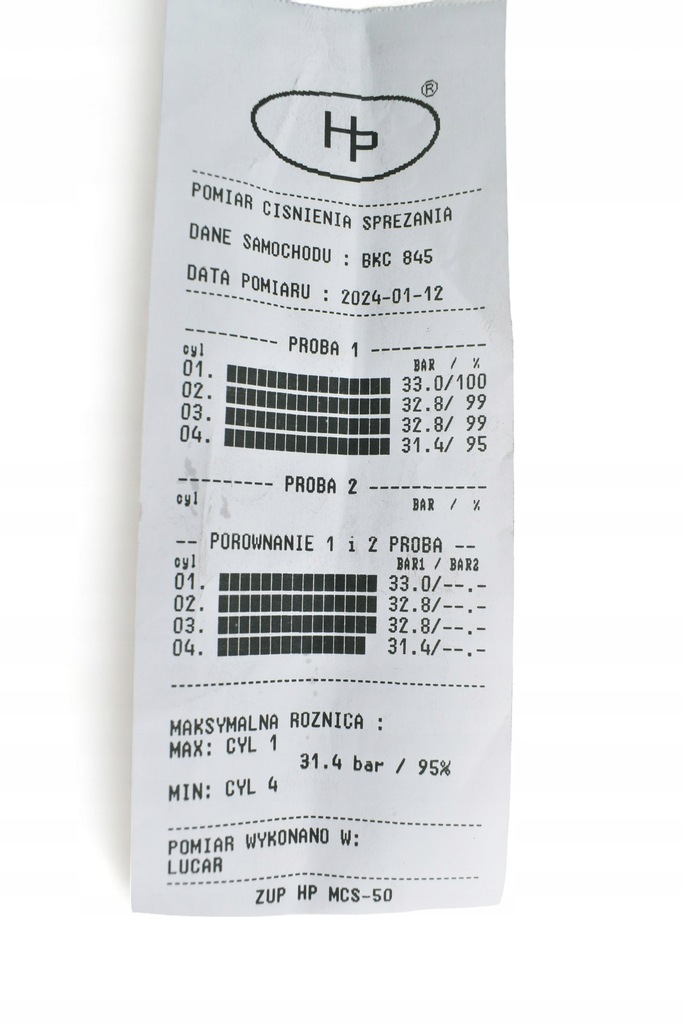 HP ®
POMIAR CISNIENIA SPREZANIA
DANE SAMOCHODU : BKC 845
DATA POMIARU : 2024-01-12
PROBA 1
cyl BAR / %
01. 33.0/100
02. 32.8/ 99
03. 32.8/ 99
04. 31.4/ 95
PROBA 2
cyl BAR / %
-- POROWNANIE 1 i 2 PROBA --
cyl BAR1 / BAR2
01. 33.0/--.-
02. 32.8/--.-
03. 32.8/--.-
04. 31.4/--.-
MAKSYMALNA ROZNICA :
MAX: CYL 1
31.4 bar / 95%
MIN: CYL 4
POMIAR WYKONANO W:
LUCAR
ZUP HP MCS-50